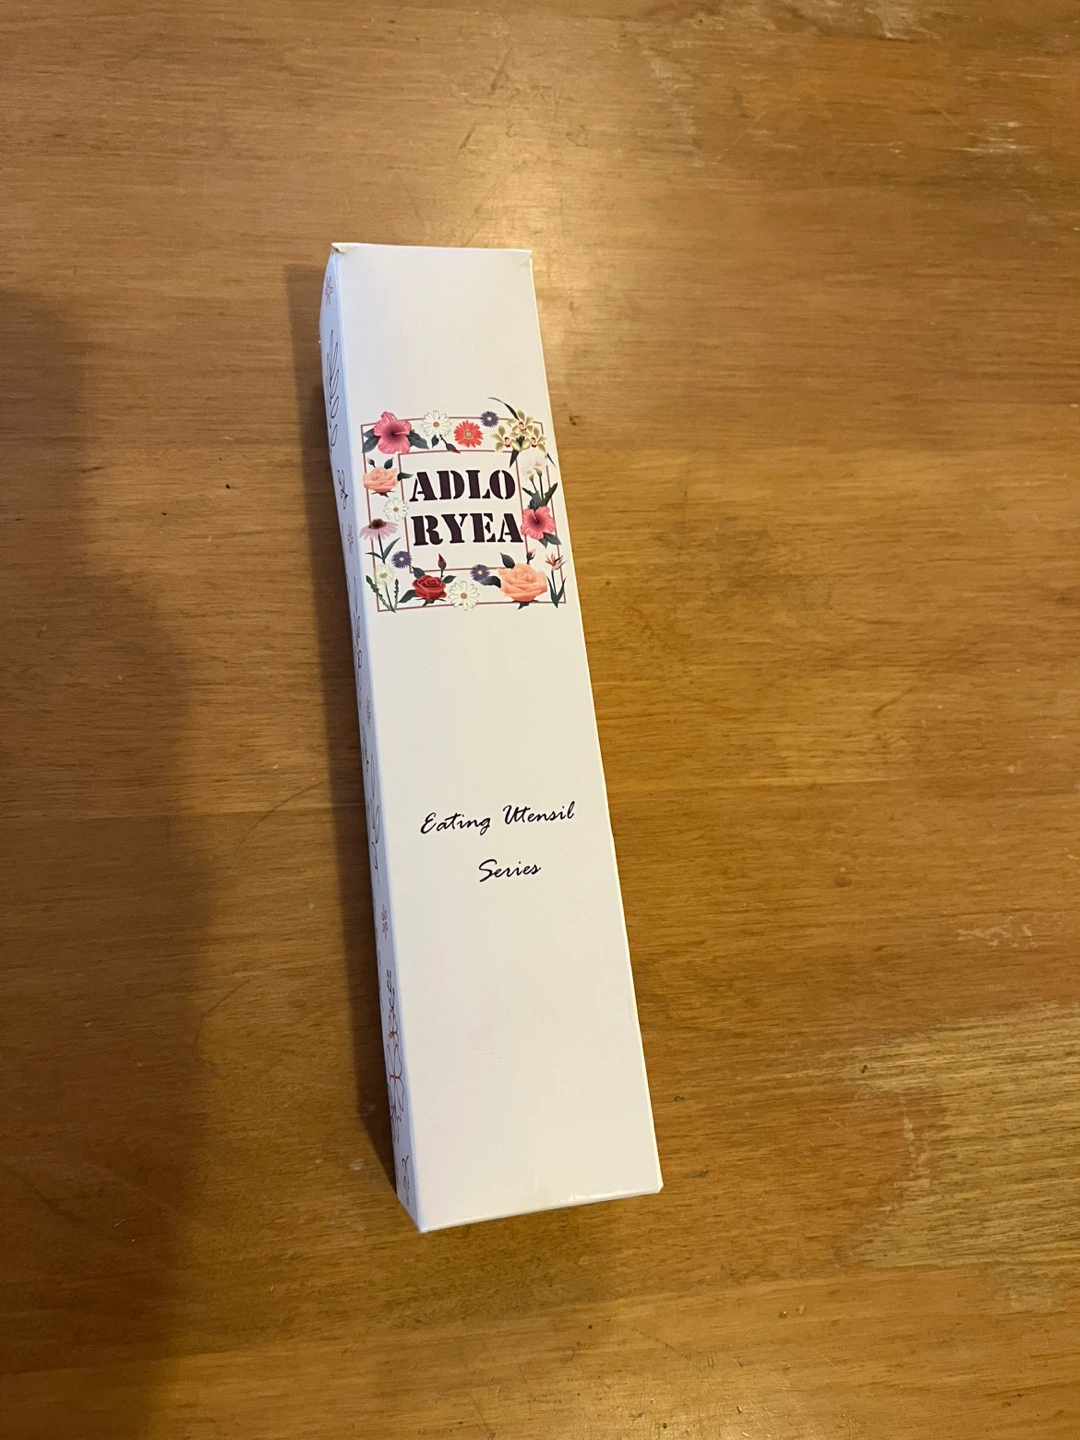 ADLO
RYEA
Eating Utensil
Series